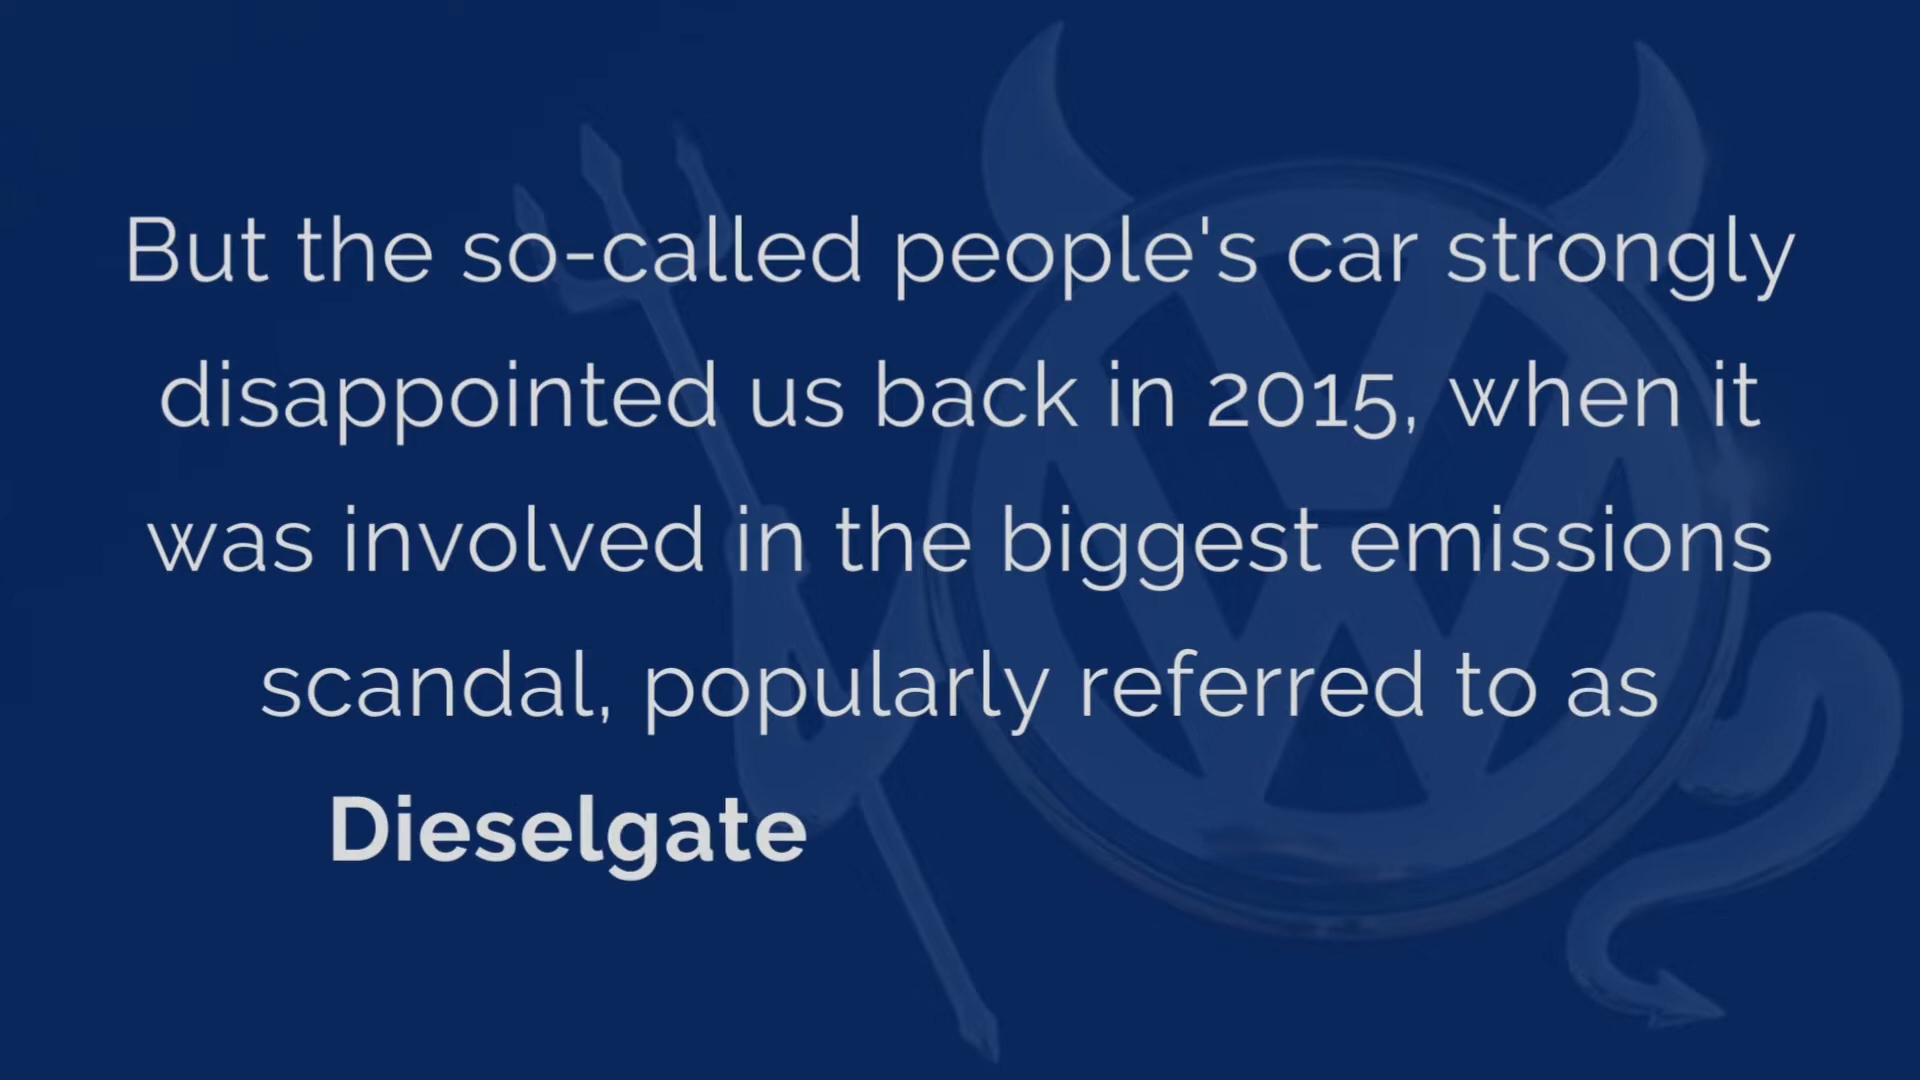 But the so-called people's car strongly
disappointed us back in 2015, when it
was involved in the biggest emissions
scandal, popularly referred to as
Dieselgate